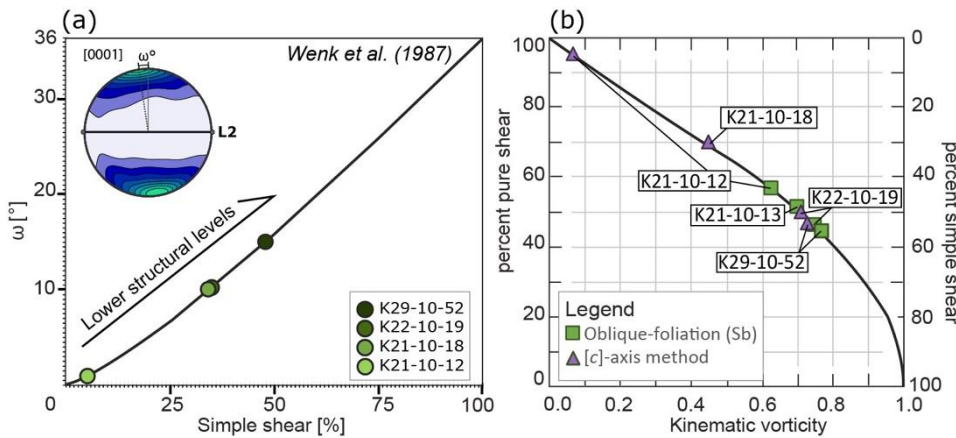 (a)
36
30
20
10
0
ω [°]
[0001]
ω°
L2
Wenk et al. (1987)
Lower structural levels
K29-10-52
K22-10-19
K21-10-18
K21-10-12
25
50
75
100
Simple shear [%]
(b)
100
80
60
40
20
0
percent pure shear
K21-10-18
K21-10-12
K22-10-19
K21-10-13
K29-10-52
Legend
Oblique-foliation (Sb)
[c]-axis method
0
20
40
60
80
100
percent simple shear
0.0
0.2
0.4
0.6
0.8
1.0
Kinematic vorticity